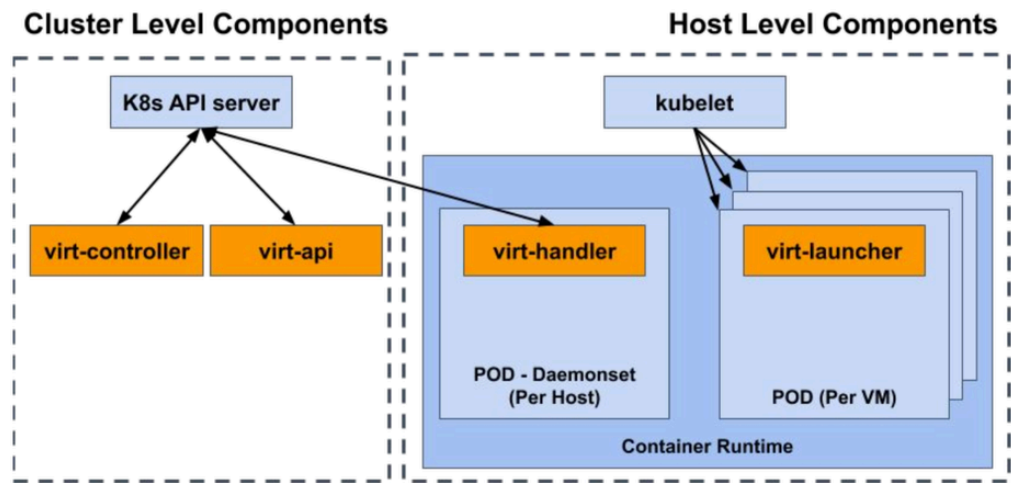 Cluster Level Components
Host Level Components
K8s API server
kubelet
virt-controller
virt-api
virt-handler
virt-launcher
POD - Daemonset
(Per Host)
POD (Per VM)
Container Runtime